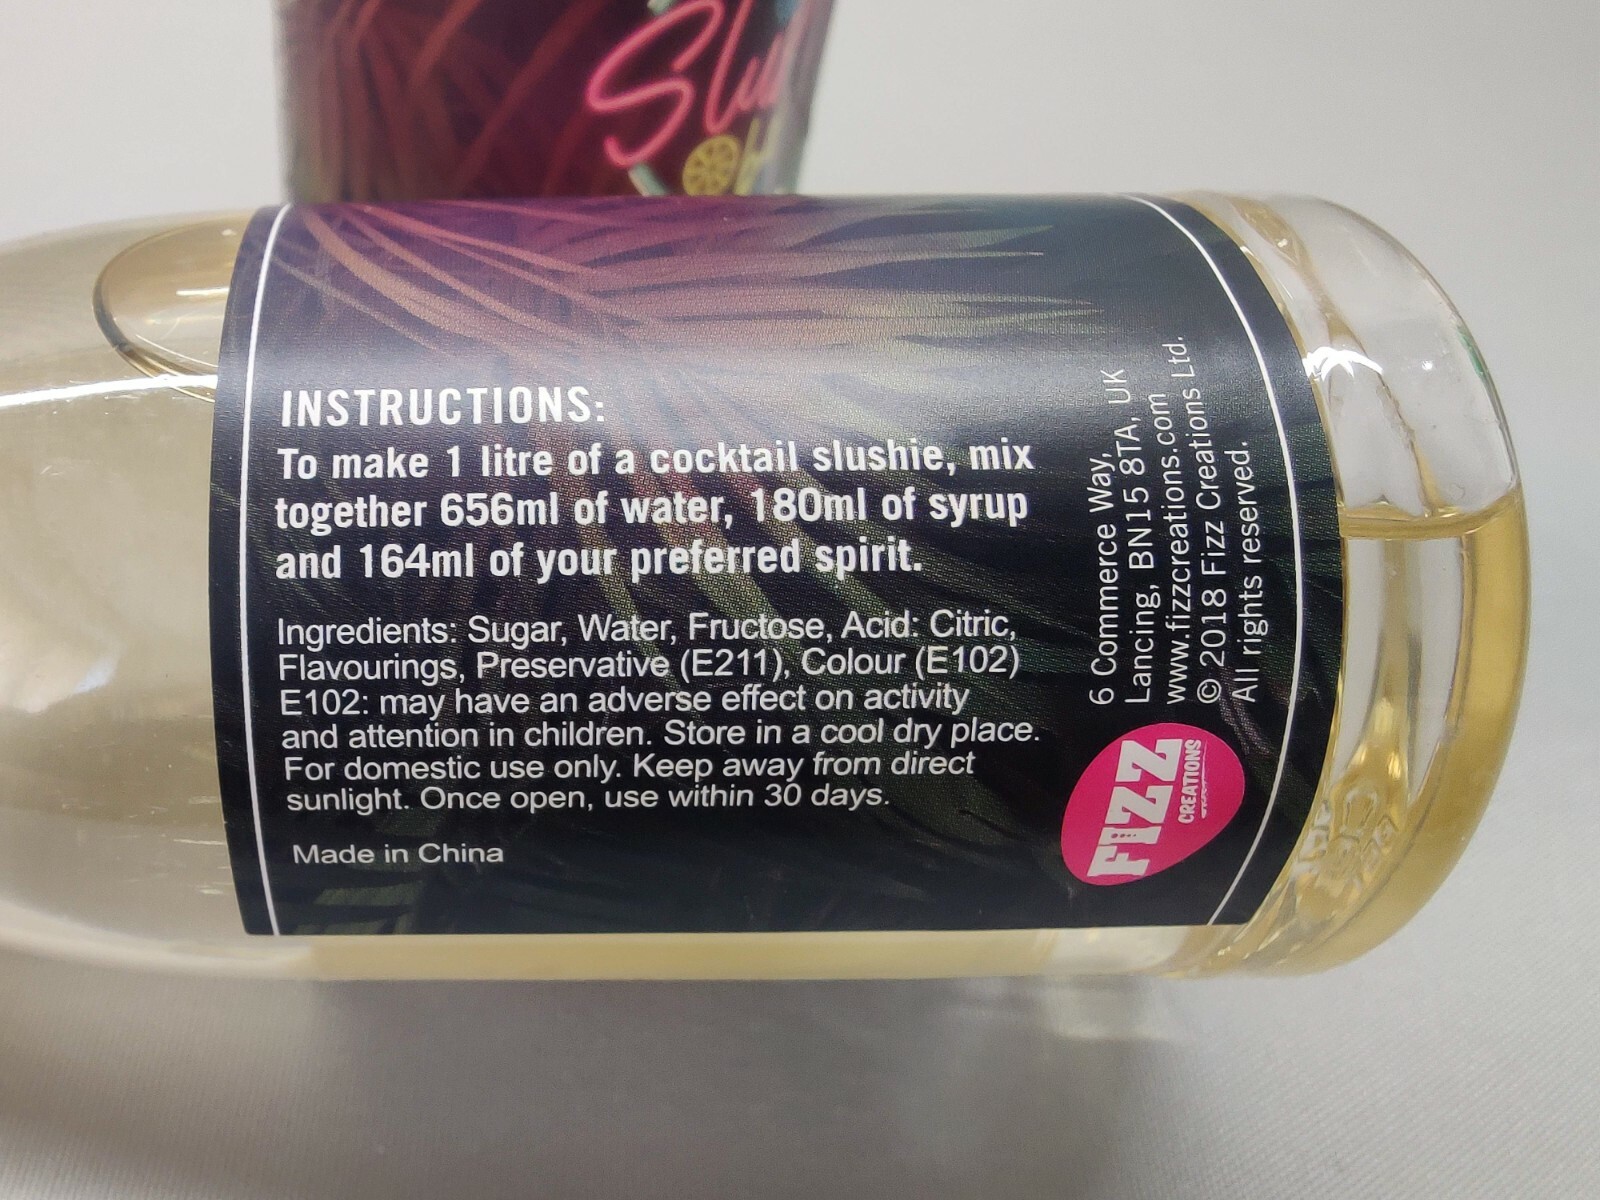 INSTRUCTIONS:
To make 1 litre of a cocktail slushie, mix
together 656ml of water, 180ml of syrup
and 164ml of your preferred spirit.
Ingredients: Sugar, Water, Fructose, Acid: Citric,
Flavourings, Preservative (E211), Colour (E102)
E102: may have an adverse effect on activity
and attention in children. Store in a cool dry place.
For domestic use only. Keep away from direct
sunlight. Once open, use within 30 days.
Made in China
FIZZ
CREATIONS
6 Commerce Way,
Lancing, BN15 8TA, UK
www.fizzcreations.com
© 2018 Fizz Creations Ltd.
All rights reserved.